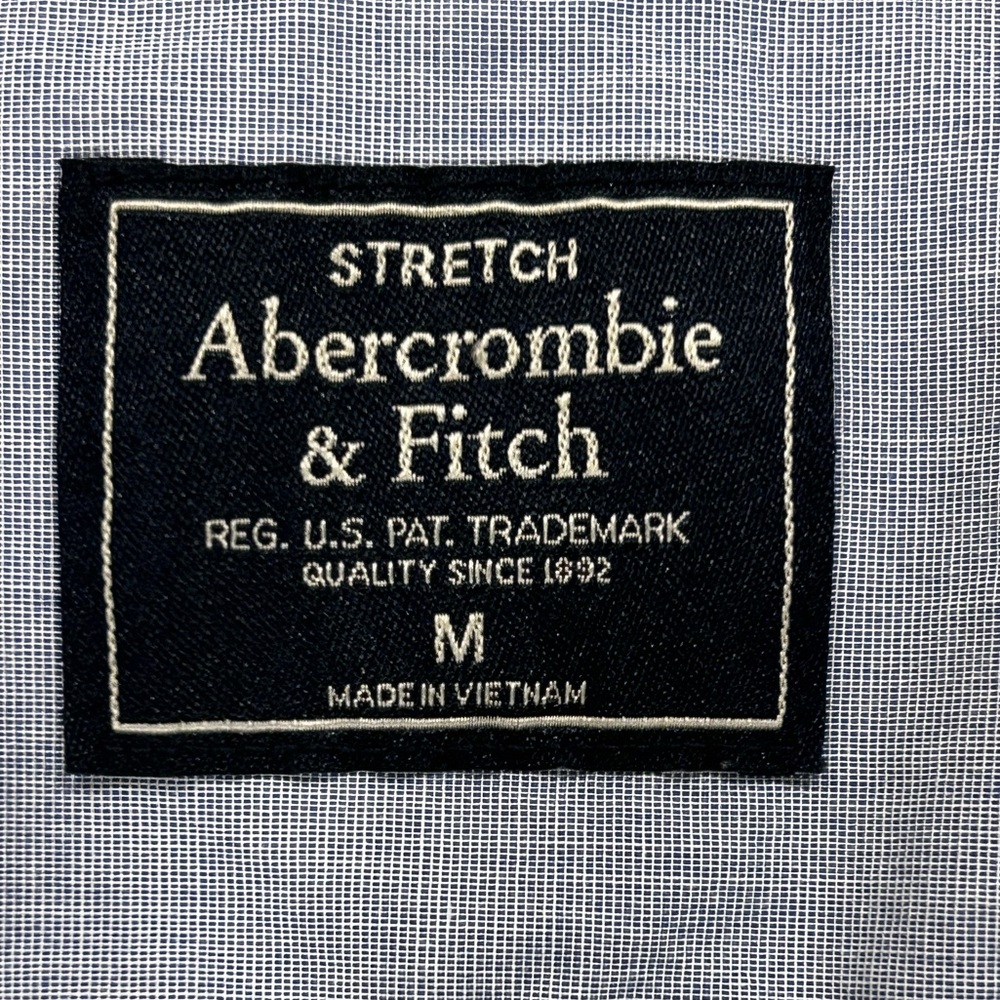 STRETCH
Abercrombie
& Fitch
REG. U.S. PAT. TRADEMARK
QUALITY SINCE 1892
M
MADE IN VIETNAM